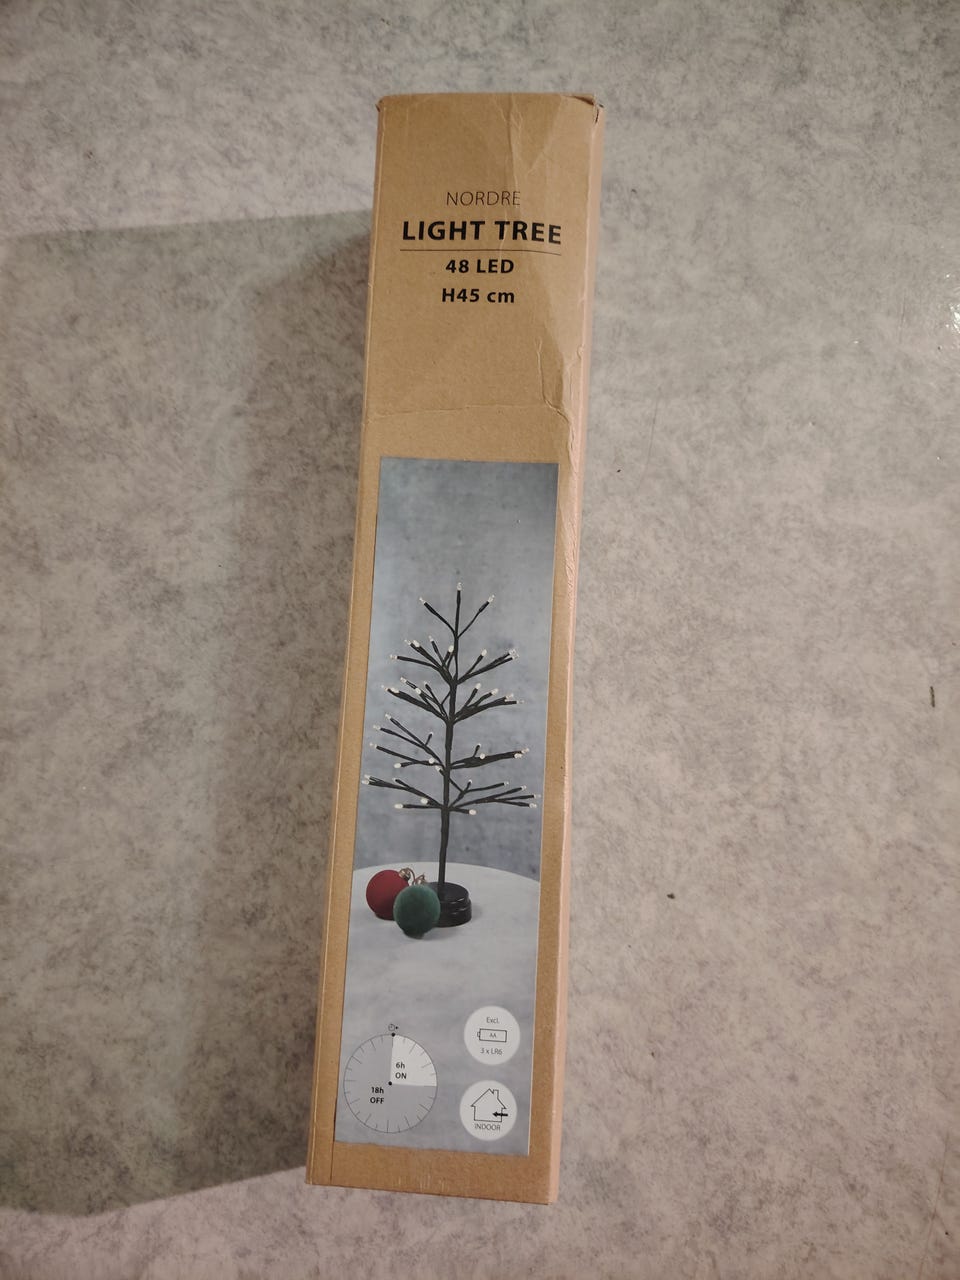 NORDRE
LIGHT TREE
48 LED
H45 cm
Excl.
AA
3 x LR6
6h
ON
18h
OFF
INDOOR